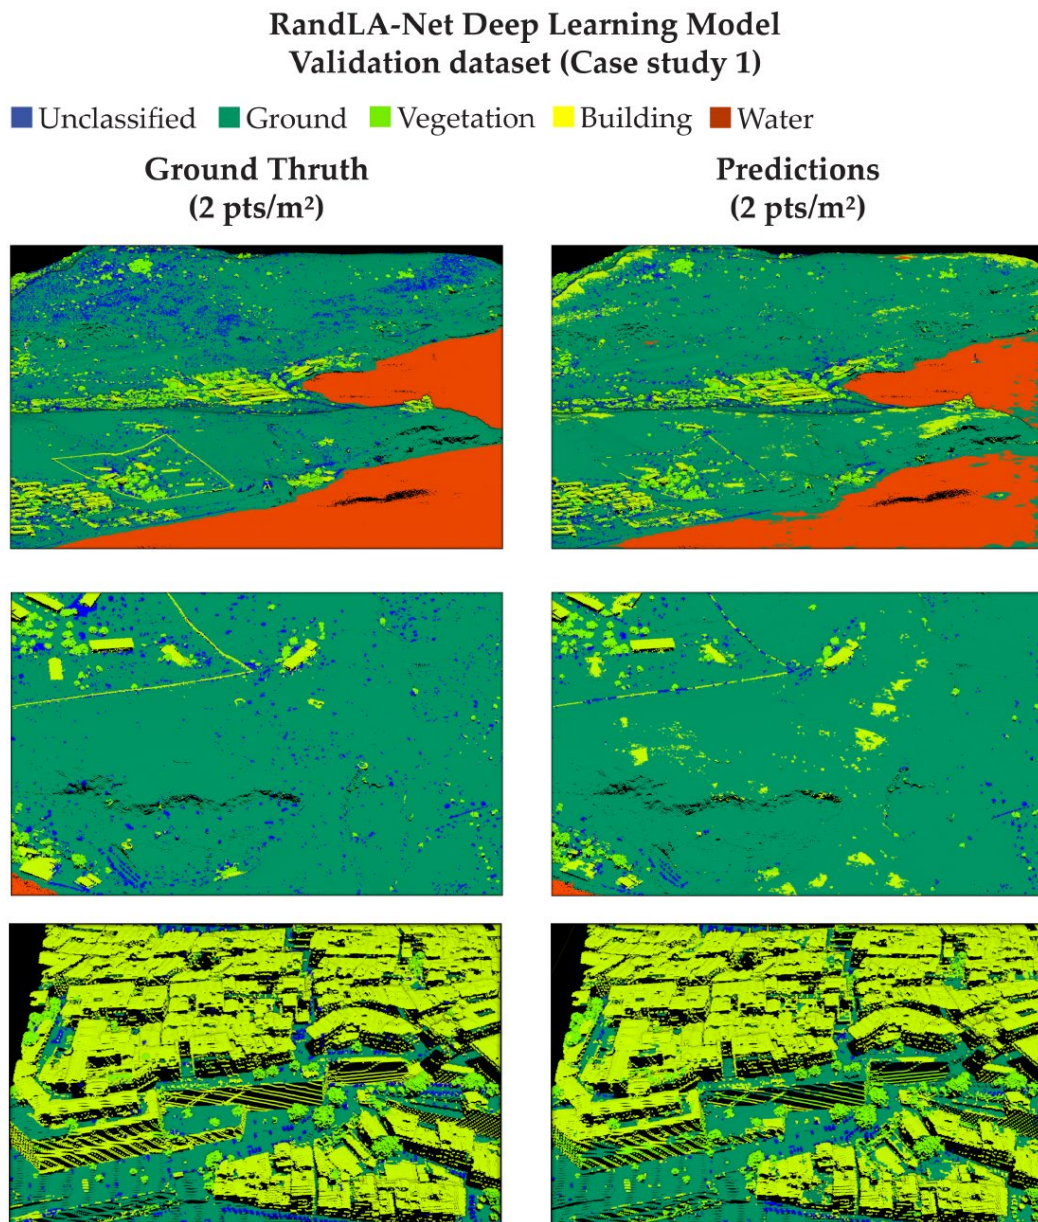 RandLA-Net Deep Learning Model
Validation dataset (Case study 1)
Unclassified Ground Vegetation Building Water
Ground Thruth Predictions
(2 pts/m²) (2 pts/m²)